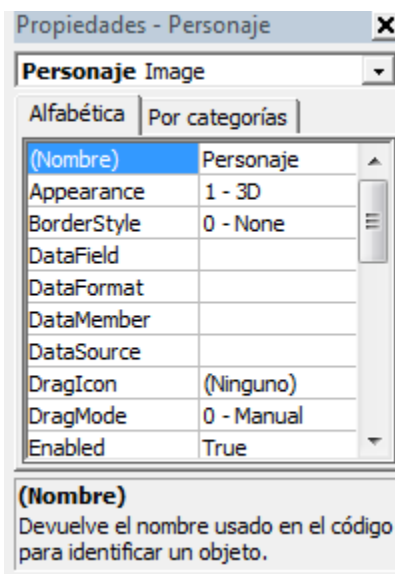 Propiedades - Personaje
Personaje Image
Alfabética Por categorías
(Nombre) Personaje
Appearance 1 - 3D
BorderStyle 0 - None
DataField
DataFormat
DataMember
DataSource
DragIcon (Ninguno)
DragMode 0 - Manual
Enabled True
(Nombre)
Devuelve el nombre usado en el código
para identificar un objeto.